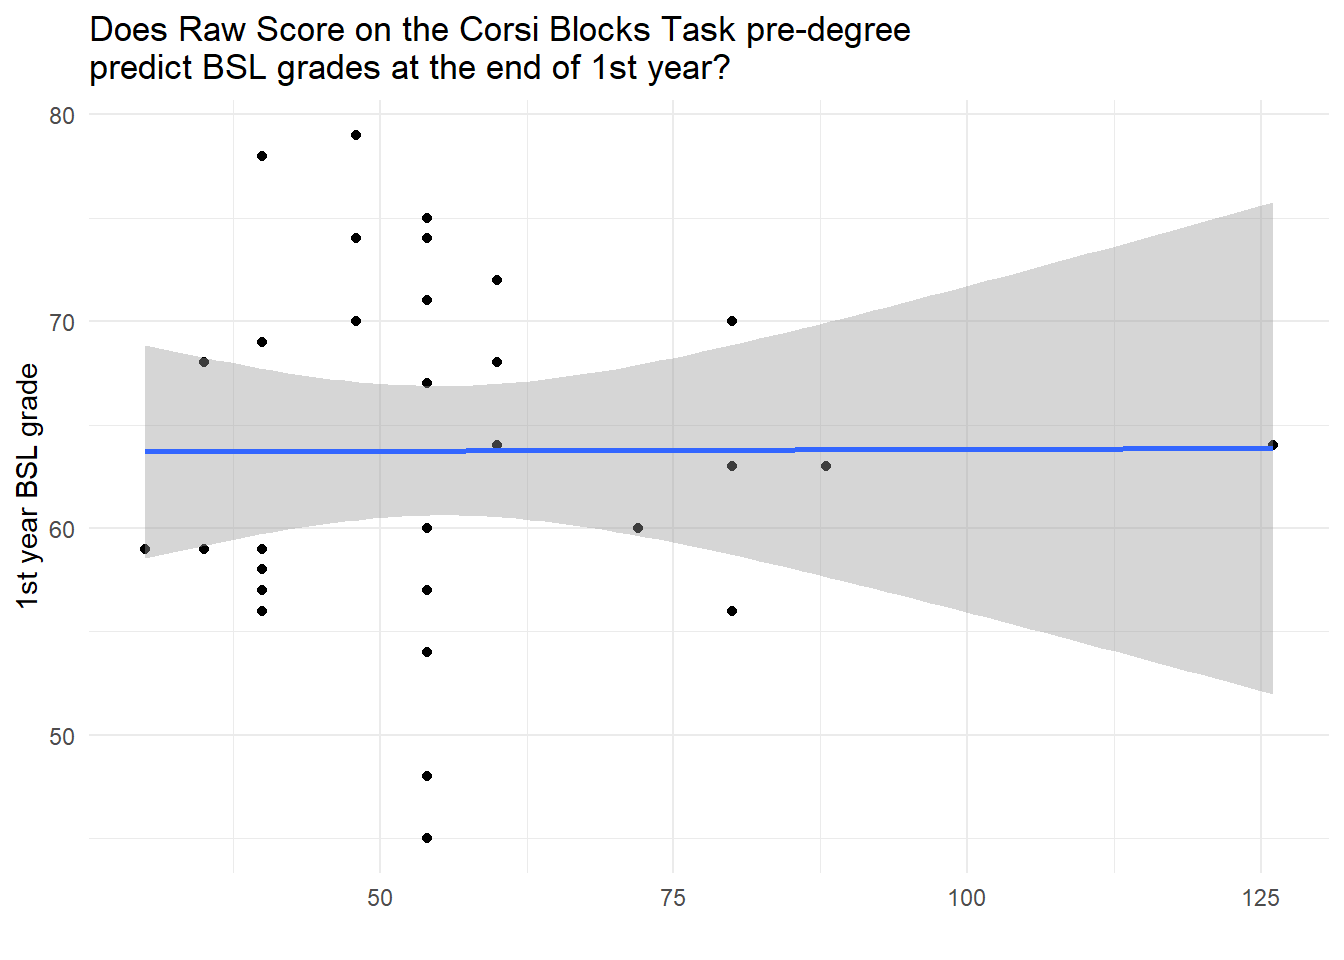 Does Raw Score on the Corsi Blocks Task pre-degree
predict BSL grades at the end of 1st year?
80
70
60
50
1st year BSL grade
50
75
100
125